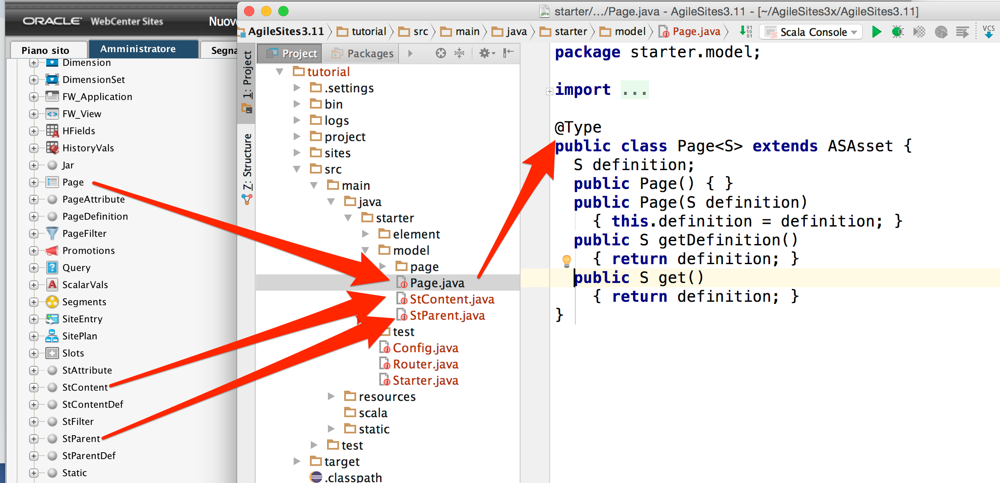 ORACLE® WebCenter Sites
Nuov
Piano sito
Amministratore
Segna
Dimension
DimensionSet
FW_Application
FW_View
HFields
HistoryVals
Jar
Page
PageAttribute
PageDefinition
PageFilter
Promotions
Query
ScalarVals
Segments
SiteEntry
SitePlan
Slots
StAttribute
StContent
StContentDef
StFilter
StParent
StParentDef
Static
starter/.../Page.java - AgileSites3.11 - [~/AgileSites3x/AgileSites3.11]
AgileSites3.11
tutorial
src
main
java
starter
model
Page.java
Scala Console
VCS
1: Project
7: Structure
Project
Packages
tutorial
.settings
bin
logs
project
sites
src
main
java
starter
element
model
page
Page.java
StContent.java
StParent.java
test
Config.java
Router.java
Starter.java
resources
scala
static
test
target
.classpath
package starter.model;
import ...
@Type
public class Page<S> extends ASAsset {
S definition;
public Page() { }
public Page(S definition)
{ this.definition = definition; }
public S getDefinition()
{ return definition; }
public S get()
{ return definition; }
}